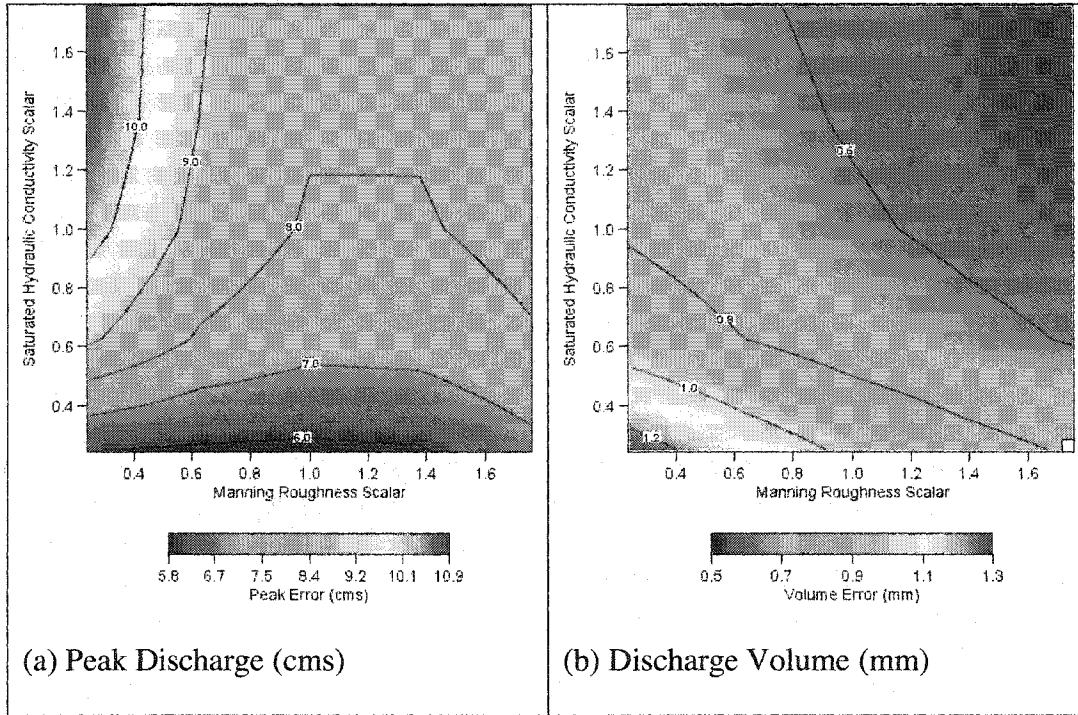 Saturated Hydraulic Conductivity Scalar
1.6
1.4
1.2
1.0
0.8
0.6
0.4
10.0
9.0
8.0
7.0
6.0
0.4 0.6 0.8 1.0 1.2 1.4 1.6
Manning Roughness Scalar
5.8 6.7 7.5 8.4 9.2 10.1 10.9
Peak Error (cms)
(a) Peak Discharge (cms)
Saturated Hydraulic Conductivity Scalar
1.6
1.4
1.2
1.0
0.8
0.6
0.4
0.6
0.8
1.0
1.2
0.4 0.6 0.8 1.0 1.2 1.4 1.6
Manning Roughness Scalar
0.5 0.7 0.9 1.1 1.3
Volume Error (mm)
(b) Discharge Volume (mm)